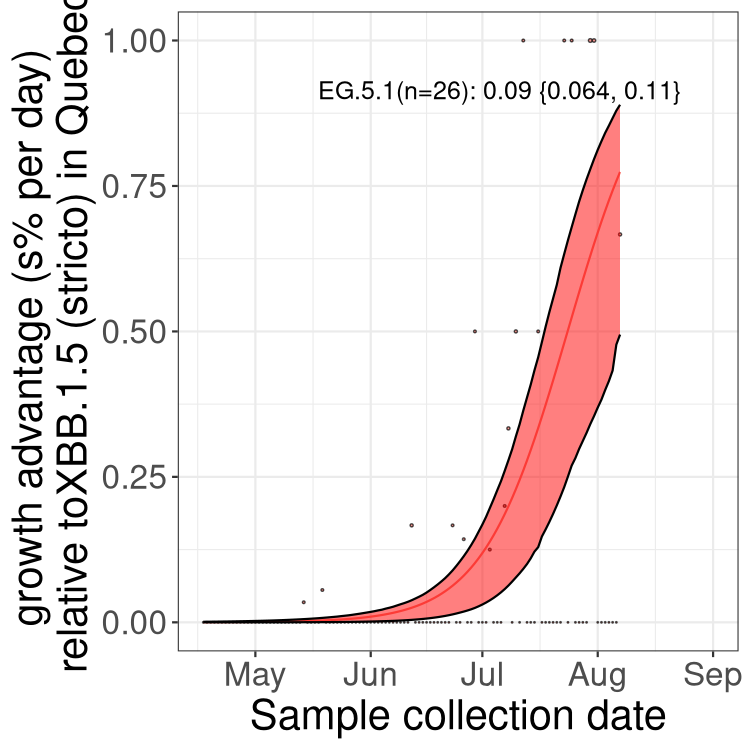 growth advantage (s% per day)
relative toXBB.1.5 (stricto) in Quebec
1.00
0.75
0.50
0.25
0.00
EG.5.1(n=26): 0.09 {0.064, 0.11}
May Jun Jul Aug Sep
Sample collection date